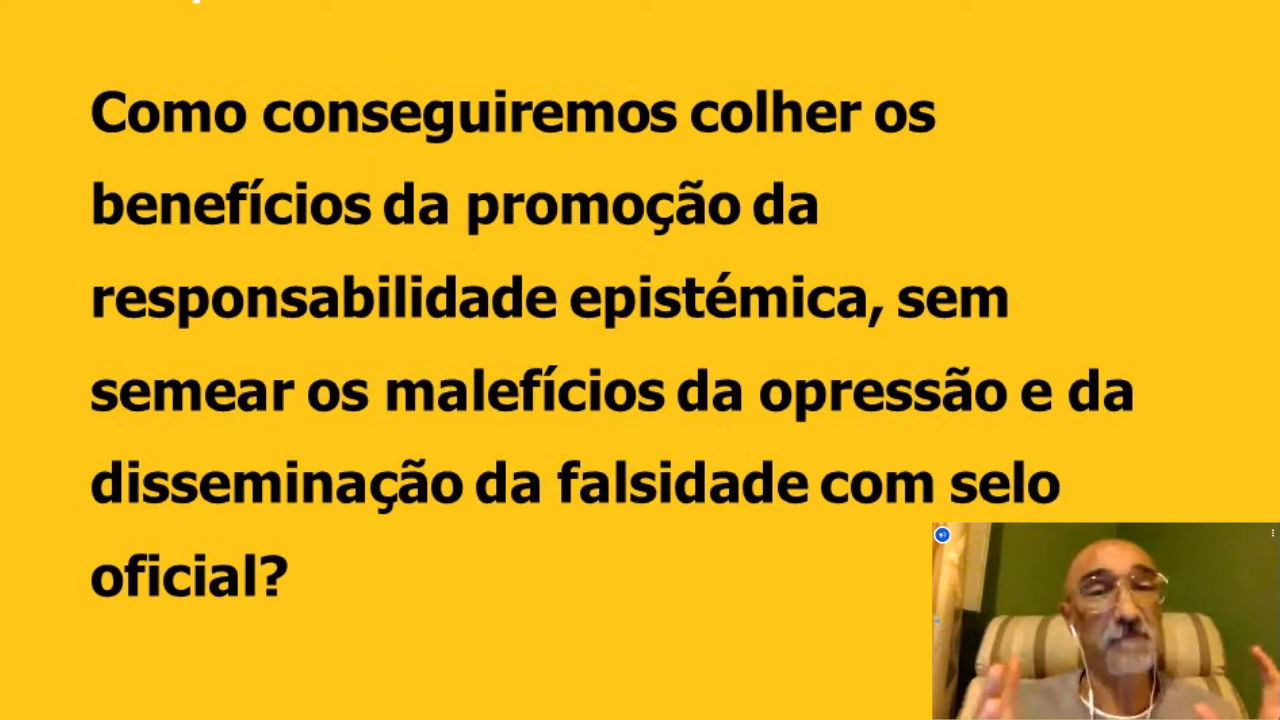 Como conseguiremos colher os
benefícios da promoção da
responsabilidade epistémica, sem
semear os malefícios da opressão e da
disseminação da falsidade com selo
oficial?